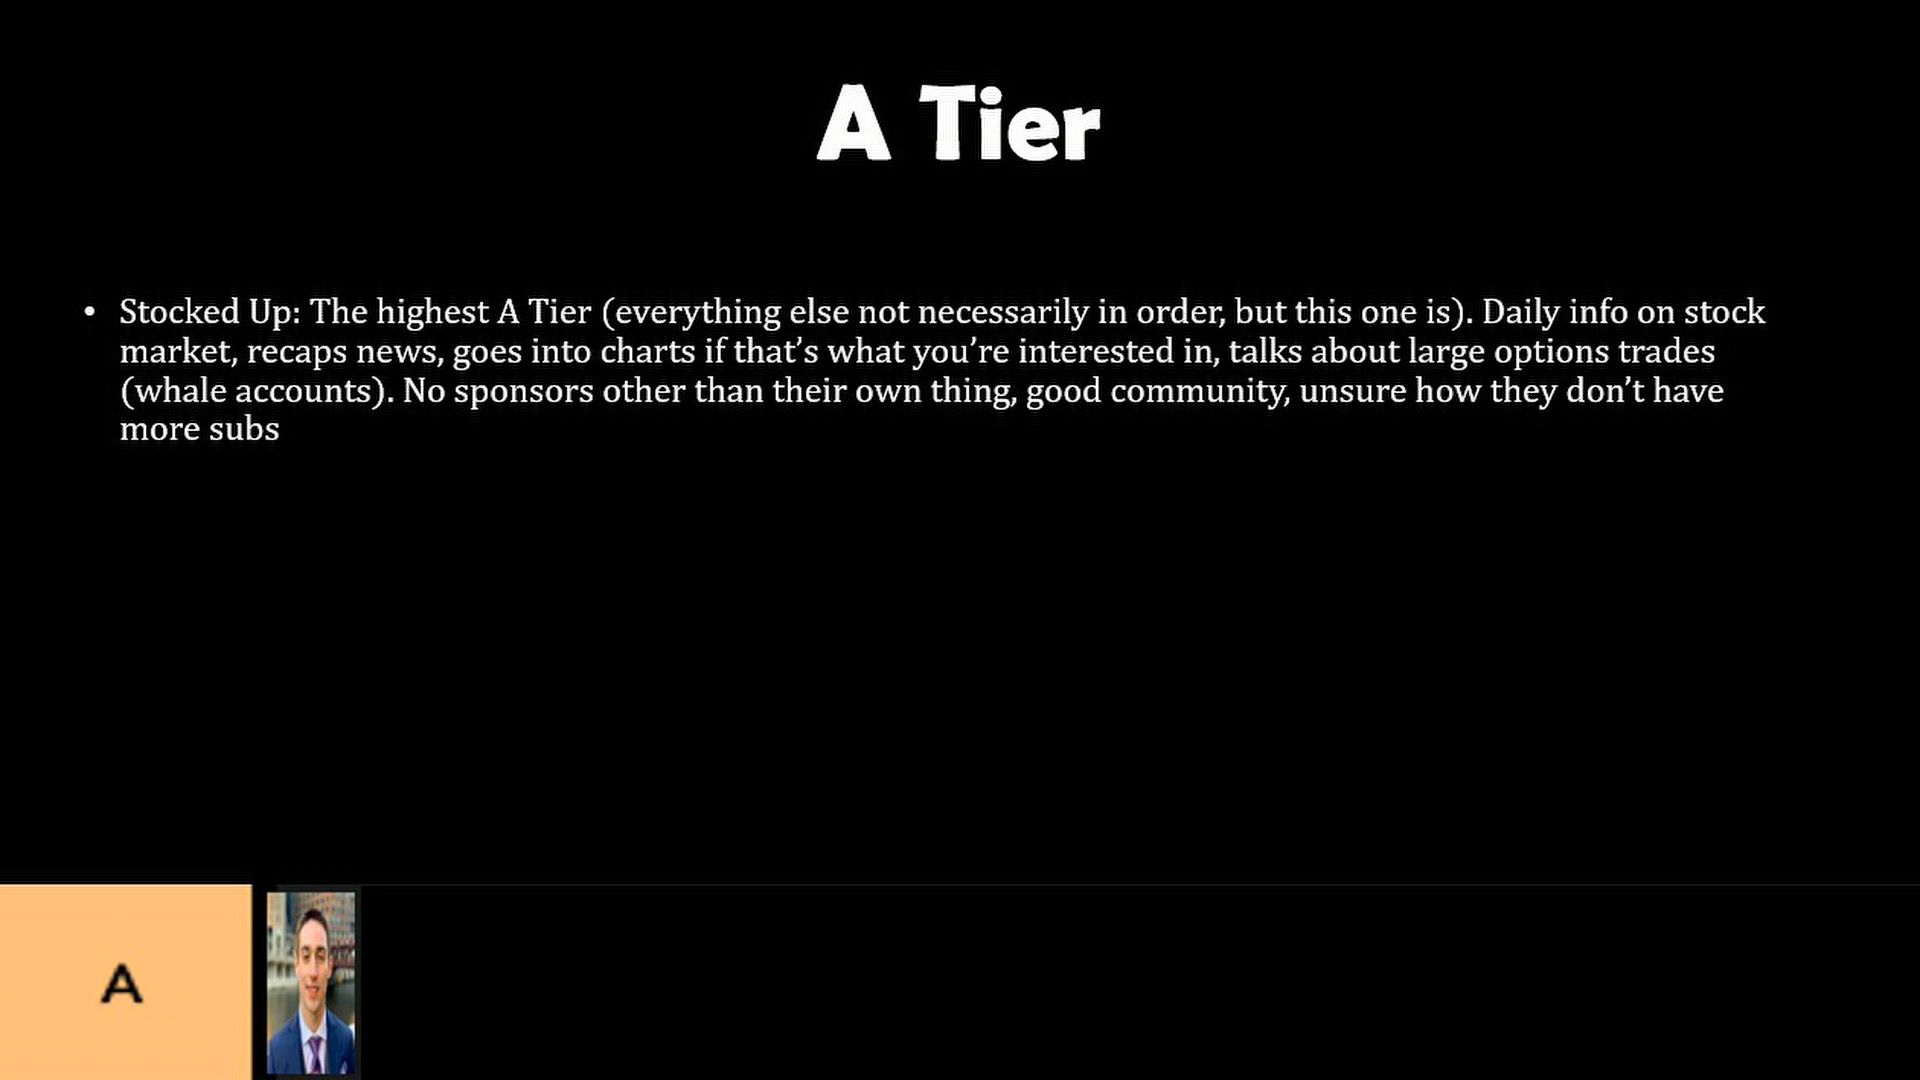 A Tier
• Stocked Up: The highest A Tier (everything else not necessarily in order, but this one is). Daily info on stock
market, recaps news, goes into charts if that’s what you’re interested in, talks about large options trades
(whale accounts). No sponsors other than their own thing, good community, unsure how they don’t have
more subs
A